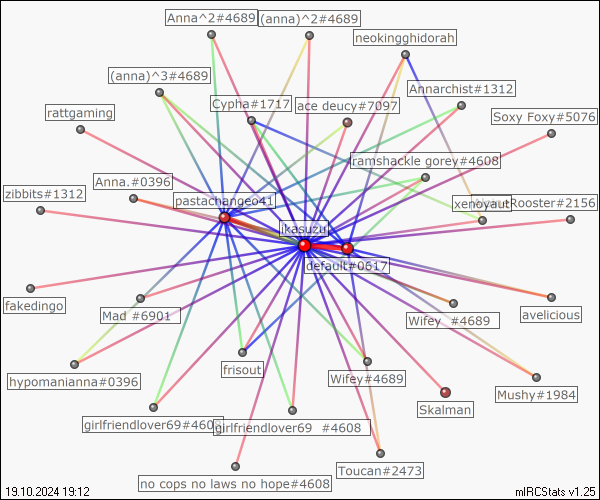 Anna^2#4689
(anna)^2#4689
neokingghidorah
(anna)^3#4689
Annarchist#1312
Cypha#1717
ace deucy#7097
rattgaming
Soxy Foxy#5076
ramshackle gorey#4608
Anna.#0396
zibbits#1312
pastachangeo41
xenoyaut
Rooster#2156
jkasuzu
default#0617
fakedingo
Mad #6901
Wifey #4689
avelicious
frisout
hypomanianna#0396
Wifey#4689
Mushy#1984
Skalman
girlfriendlover69#4608
girlfriendlover69 #4608
Toucan#2473
no cops no laws no hope#4608
19.10.2024 19:12
mIRCStats v1.25